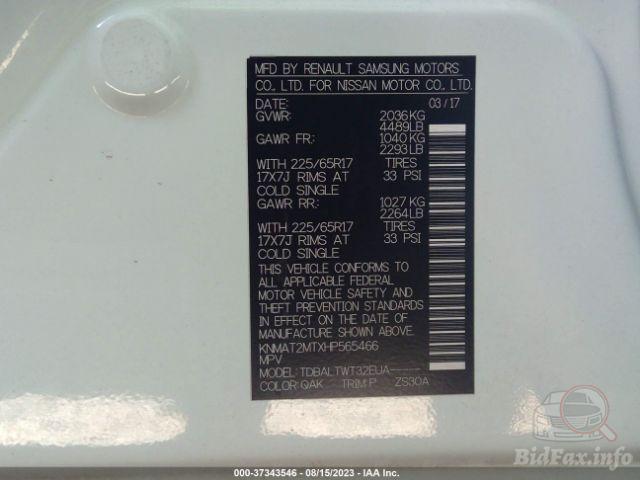 MFD BY RENAULT SAMSUNG MOTORS
CO., LTD. FOR NISSAN MOTOR CO., LTD.
DATE: 03/17
GVWR: 2036KG
4489LB
GAWR FR: 1040KG
2293LB
WITH 225/65R17 TIRES
17X7J RIMS AT 33 PSI
COLD SINGLE
GAWR RR: 1027KG
2264LB
WITH 225/65R17 TIRES
17X7J RIMS AT 33 PSI
COLD SINGLE
THIS VEHICLE CONFORMS TO
ALL APPLICABLE FEDERAL
MOTOR VEHICLE SAFETY AND
THEFT PREVENTION STANDARDS
IN EFFECT ON THE DATE OF
MANUFACTURE SHOWN ABOVE.
KNMAT2MTXHP565466
MPV
MODEL: TDBALTWT32EUA-----
COLOR: QAK TRIM: P ZS30A
000-37343546 - 08/15/2023 - IAA Inc.
BidFax.info